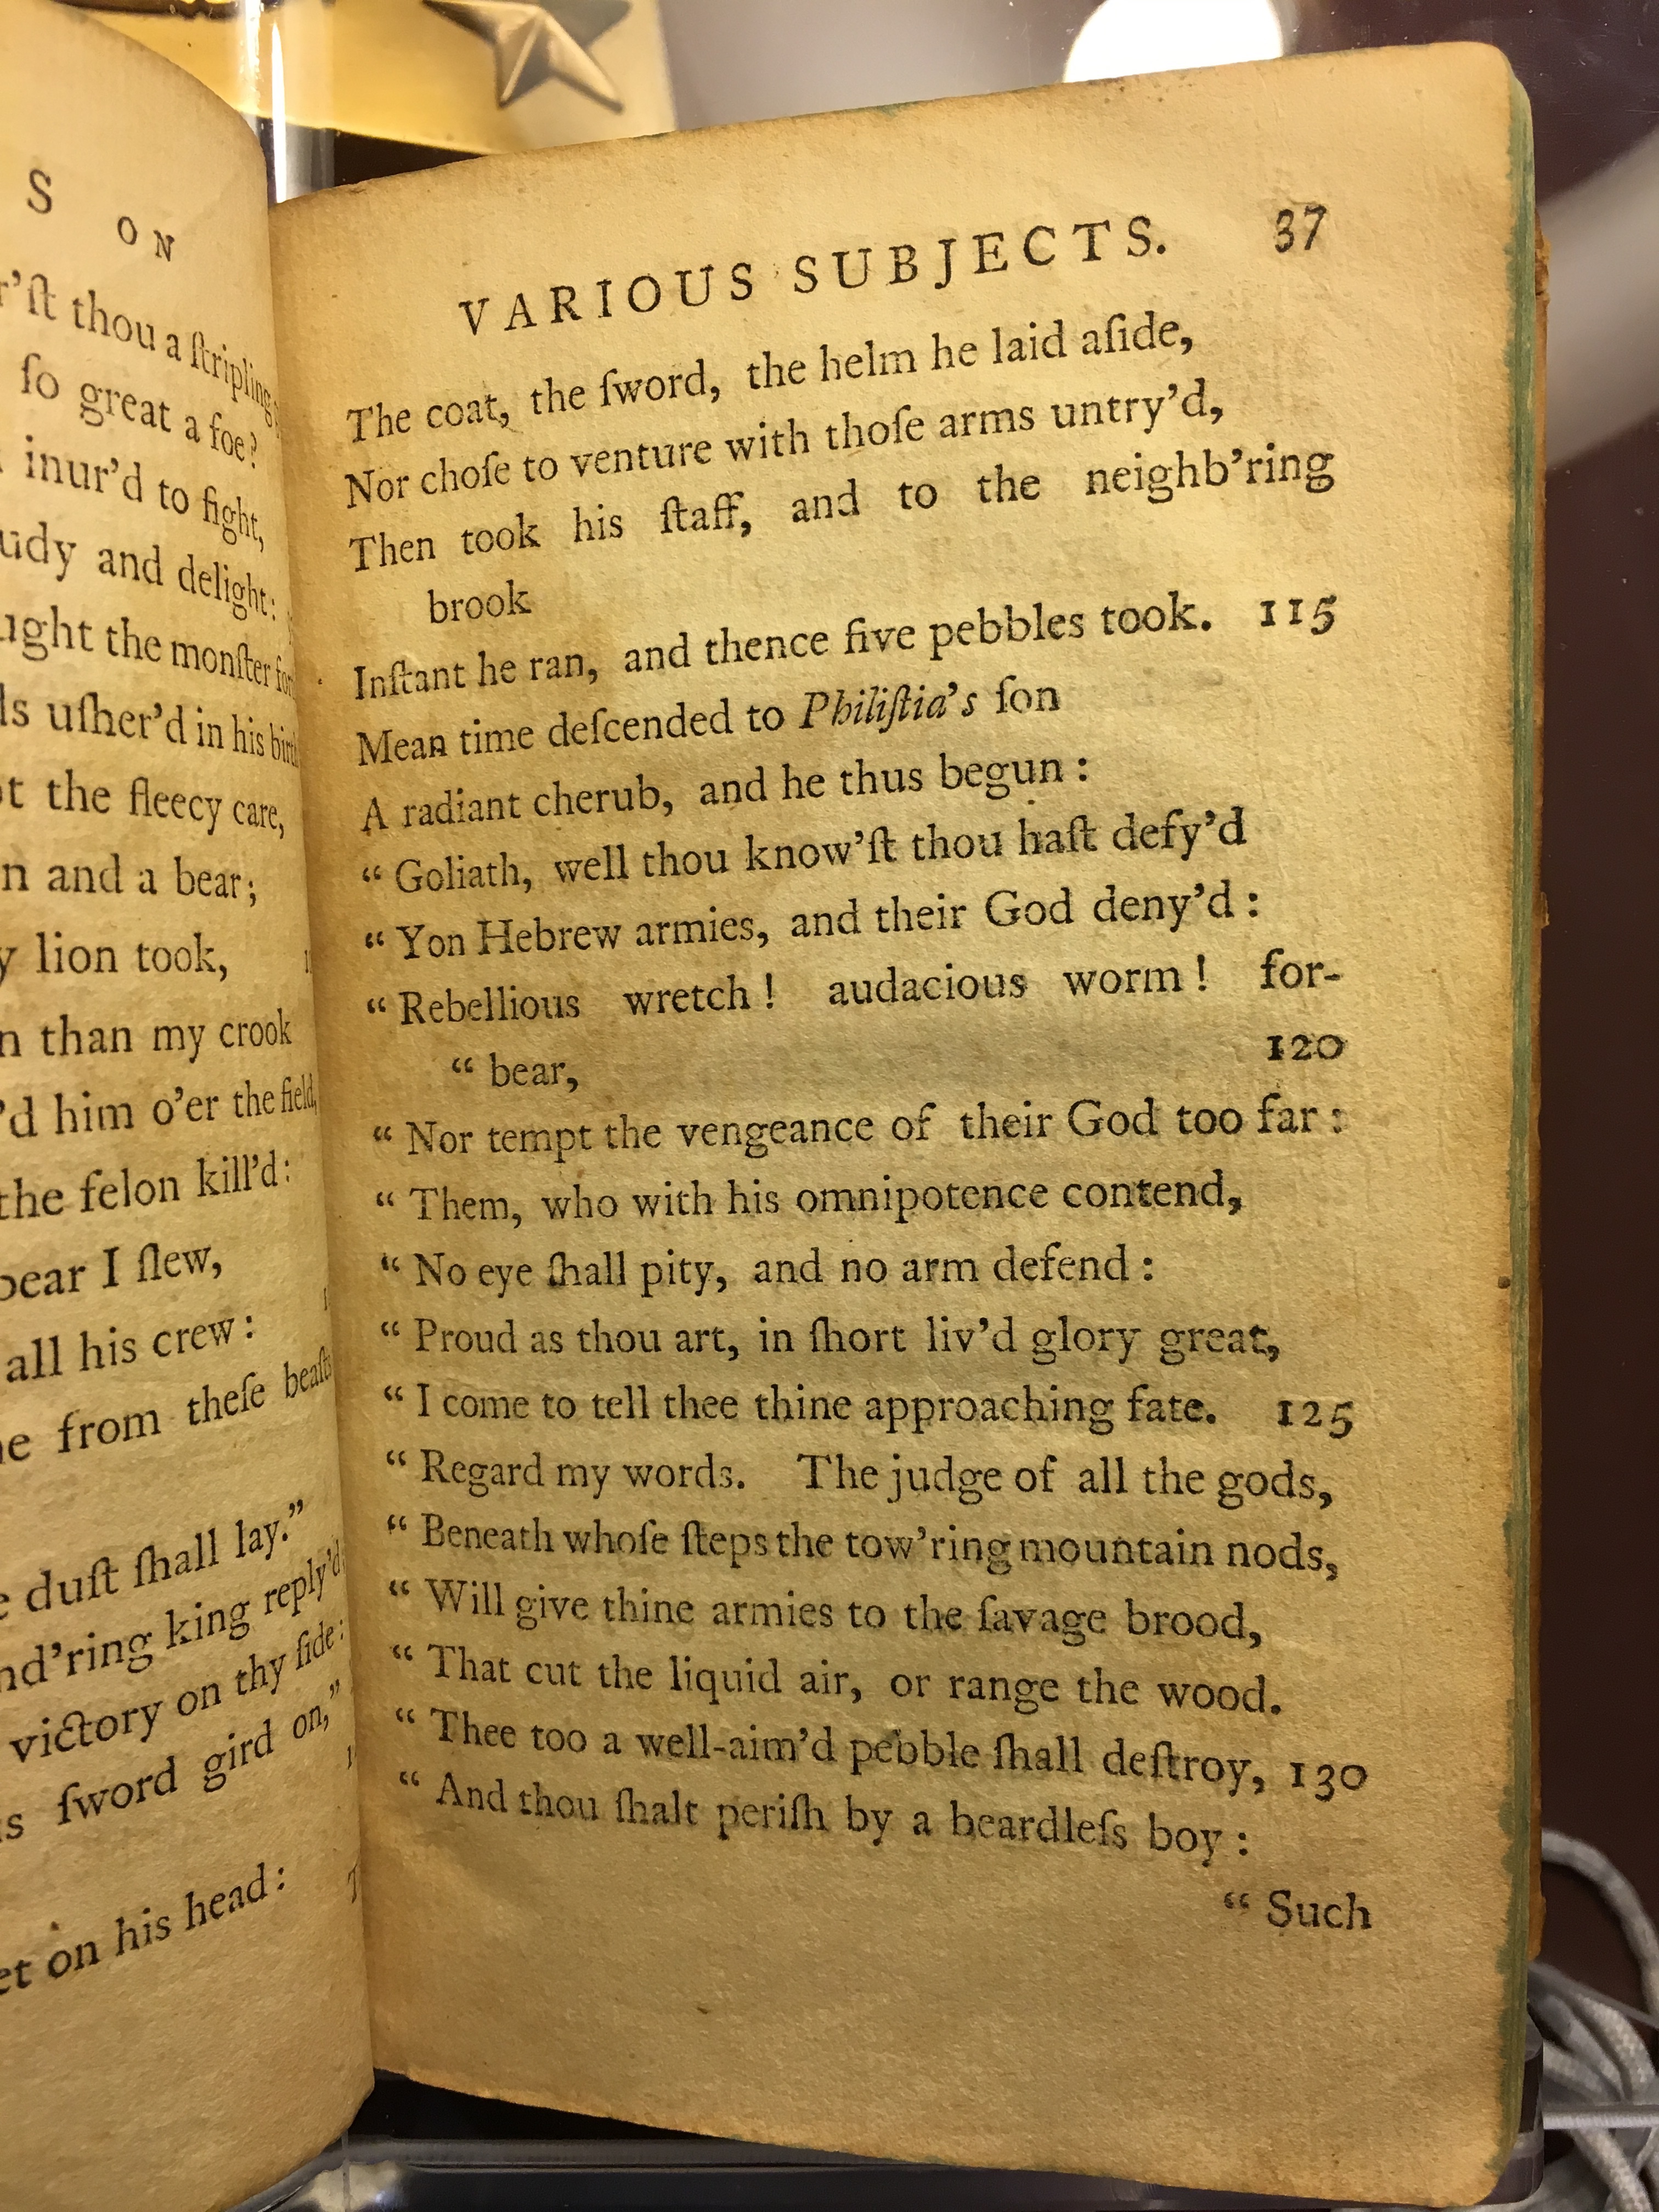 S ON
r'ſt thou a ſtripling
ſo great a foe?
inur'd to fight,
udy and delight:
ught the monſter for
ls uſher'd in his birth
t the fleecy care,
n and a bear;
y lion took,
n than my crook
'd him o'er the field,
the felon kill'd:
bear I ſlew,
all his crew:
e from theſe beaſts
e duſt ſhall lay.”
nd'ring king reply'd
victory on thy ſide:
s ſword gird on,”
et on his head:
VARIOUS SUBJECTS. 37
The coat, the ſword, the helm he laid aſide,
Nor choſe to venture with thoſe arms untry'd,
Then took his ſtaff, and to the neighb'ring
brook
Inſtant he ran, and thence five pebbles took. 115
Mean time deſcended to Philiſtia's ſon
A radiant cherub, and he thus begun :
“ Goliath, well thou know'ſt thou haſt defy'd
“ Yon Hebrew armies, and their God deny'd :
“ Rebellious wretch ! audacious worm ! for-
“ bear, 120
“ Nor tempt the vengeance of their God too far :
“ Them, who with his omnipotence contend,
“ No eye ſhall pity, and no arm defend :
“ Proud as thou art, in ſhort liv'd glory great,
“ I come to tell thee thine approaching fate. 125
“ Regard my words. The judge of all the gods,
“ Beneath whoſe ſteps the tow'ring mountain nods,
“ Will give thine armies to the ſavage brood,
“ That cut the liquid air, or range the wood.
“ Thee too a well-aim'd pebble ſhall deſtroy, 130
“ And thou ſhalt periſh by a beardleſs boy :
“ Such